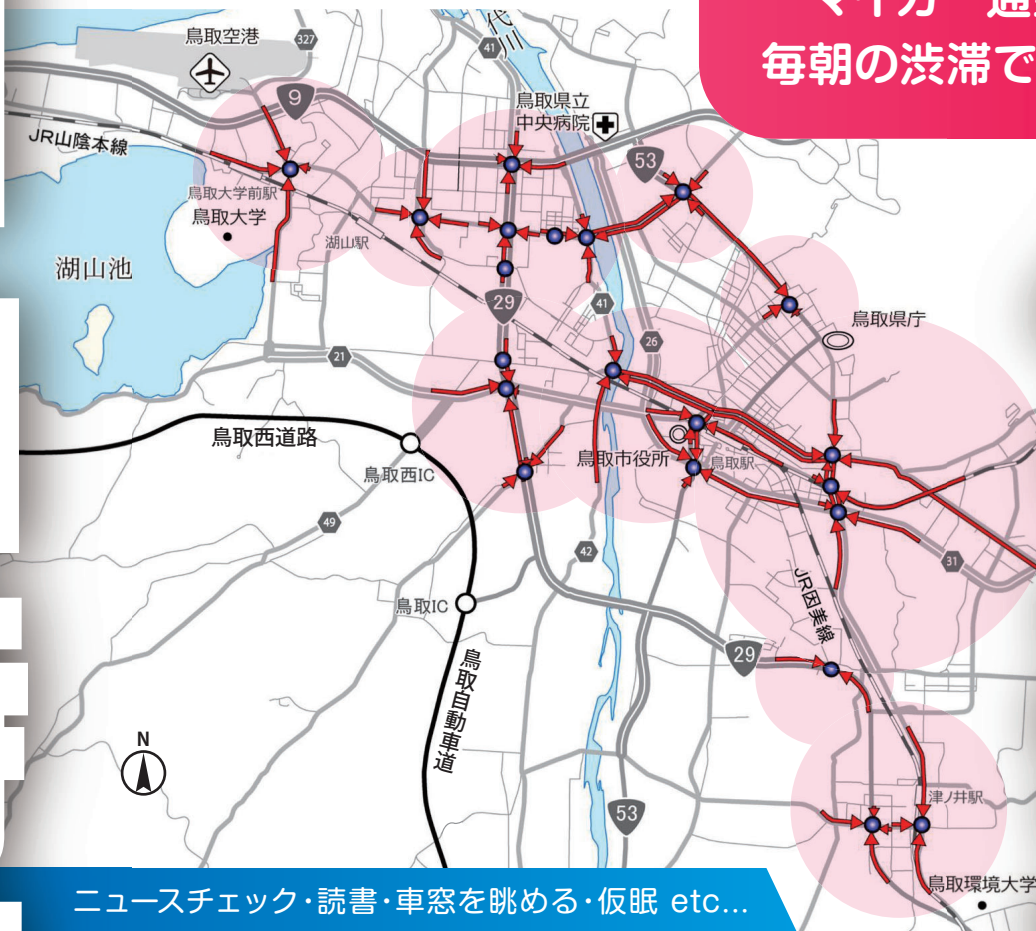 毎朝の渋滞で
鳥取空港
327
41
代川
9
鳥取県立
中央病院
53
JR山陰本線
鳥取大学前駅
鳥取大学
湖山駅
湖山池
29
41
26
鳥取県庁
21
鳥取西道路
鳥取市役所
鳥取駅
鳥取西IC
49
42
31
JR因美線
鳥取IC
29
鳥取自動車道
N
53
津ノ井駅
鳥取環境大学
ニュースチェック・読書・車窓を眺める・仮眠 etc...